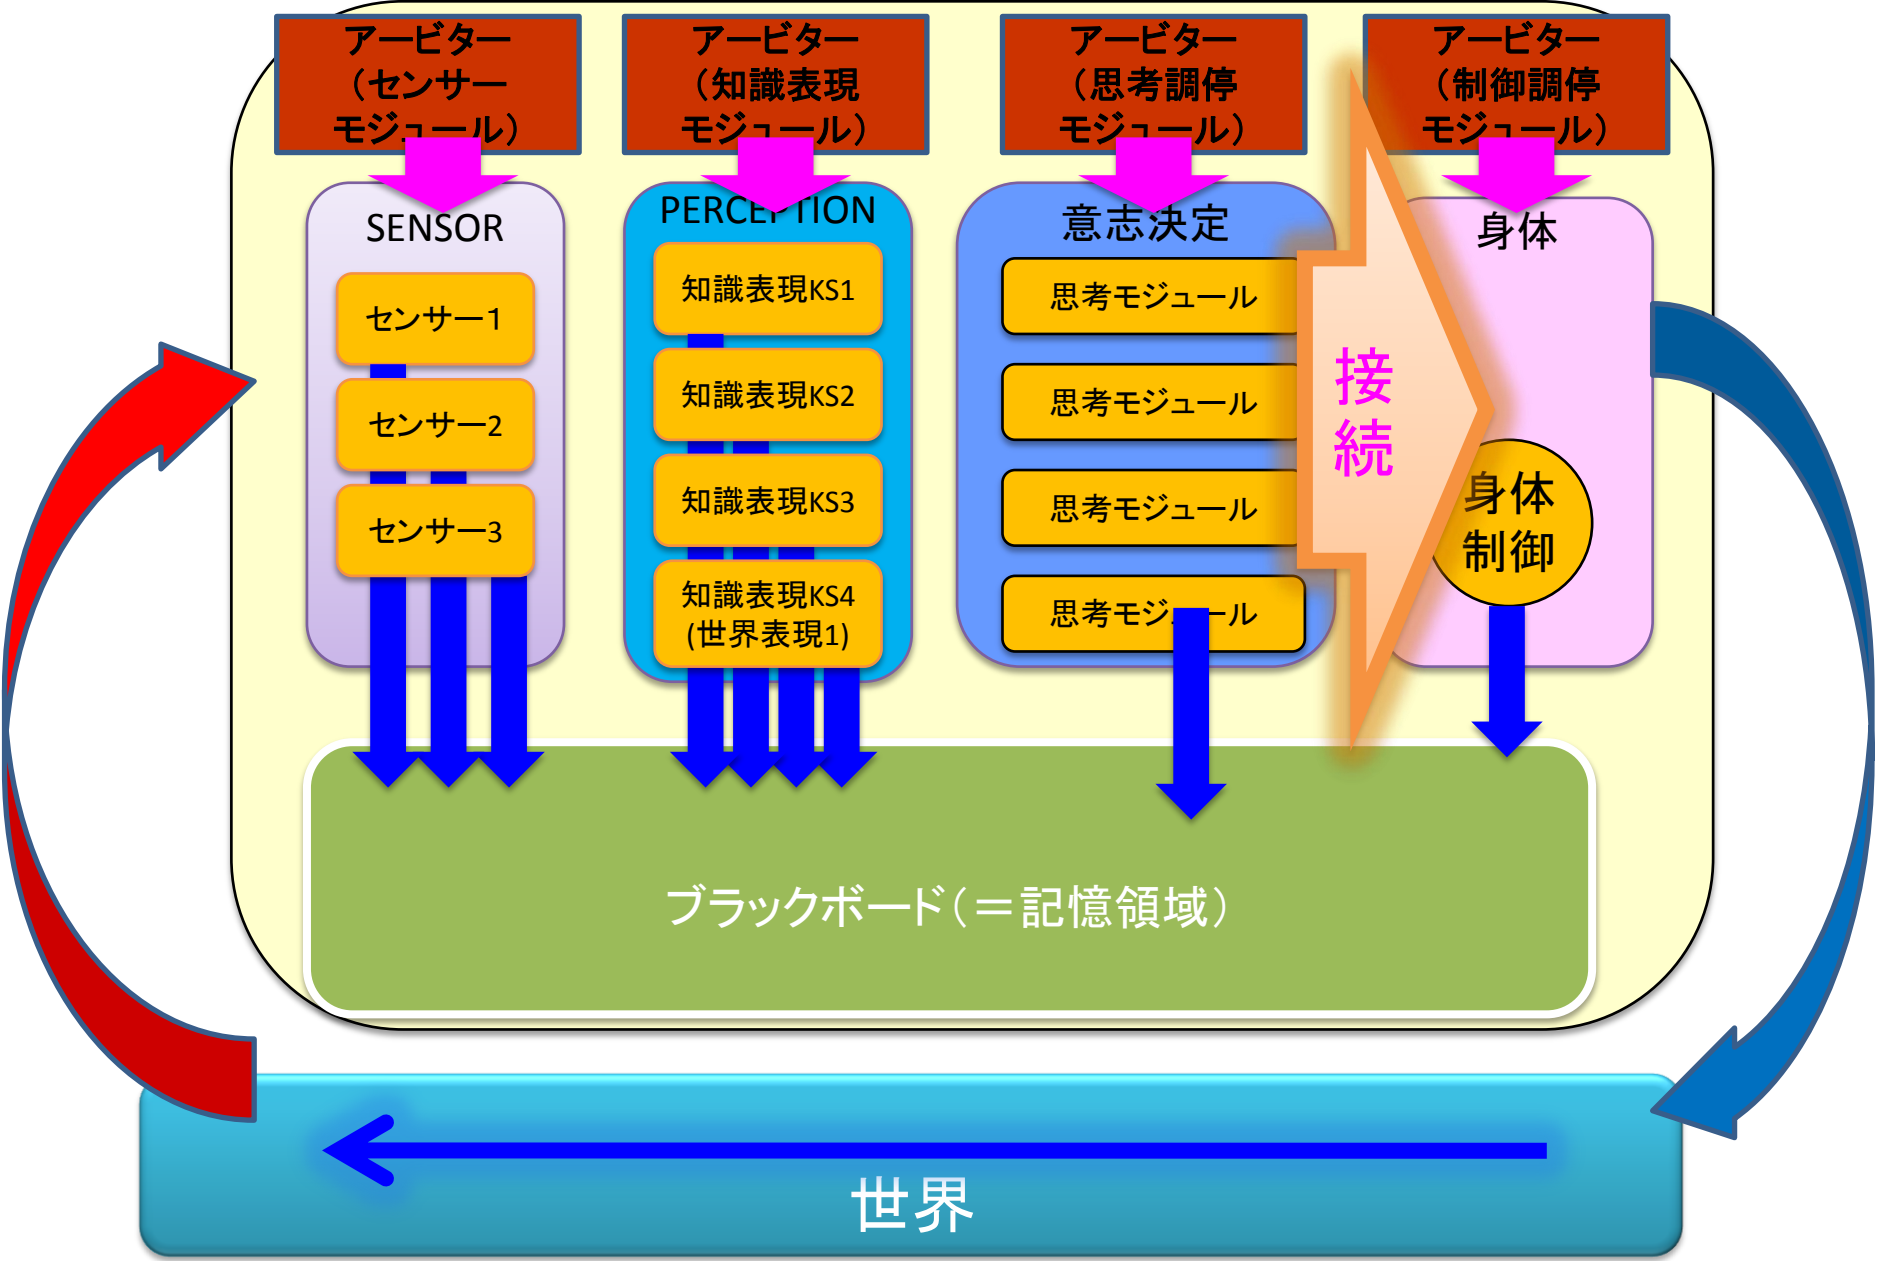 アービター
（センサー
モジュール）
アービター
（知識表現
モジュール）
アービター
（思考調停
モジュール）
アービター
（制御調停
モジュール）
SENSOR
センサー１
センサー2
センサー3
PERCEPTION
知識表現KS1
知識表現KS2
知識表現KS3
知識表現KS4
(世界表現1)
意志決定
思考モジュール
思考モジュール
思考モジュール
思考モジュール
接
続
身体
身体
制御
ブラックボード（＝記憶領域）
世界